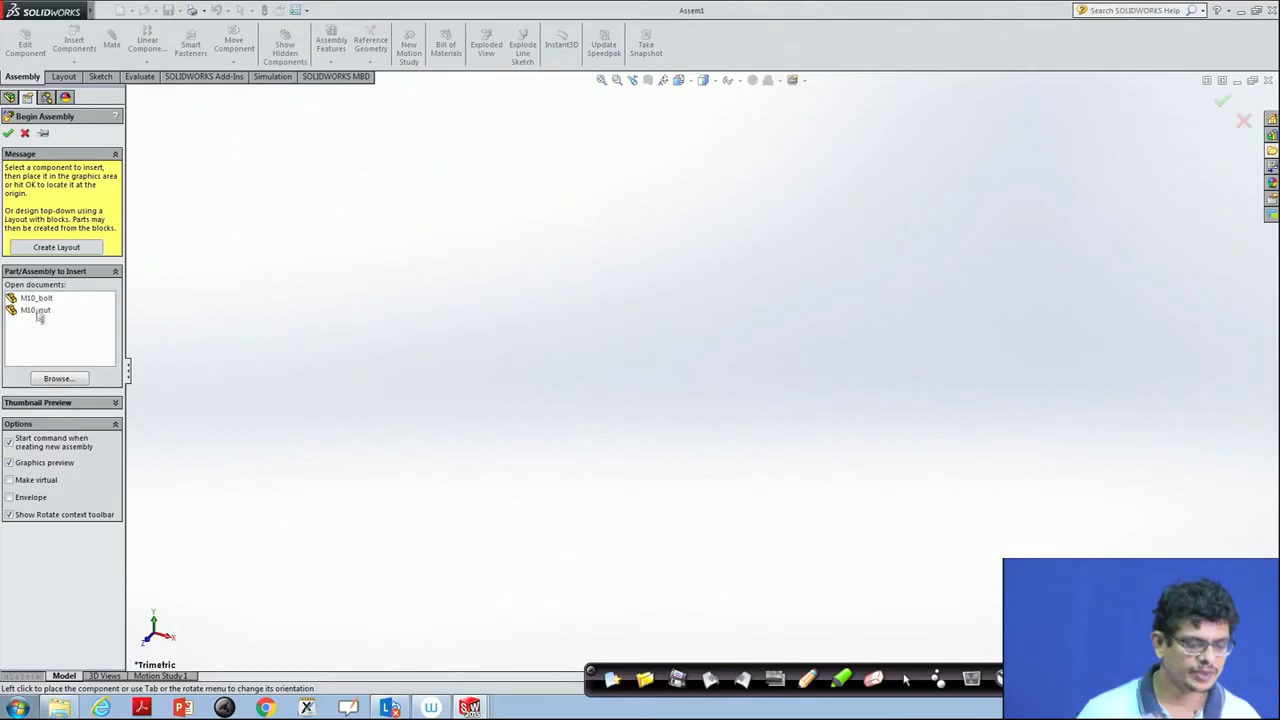 SOLIDWORKS
Assem1
Search SOLIDWORKS Help
Edit Component
Insert Components
Mate
Linear Compone...
Smart Fasteners
Move Component
Show Hidden Components
Assembly Features
Reference Geometry
New Motion Study
Bill of Materials
Exploded View
Explode Line Sketch
Instant3D
Update Speedpak
Take Snapshot
Assembly Layout Sketch Evaluate SOLIDWORKS Add-Ins Simulation SOLIDWORKS MBD
Begin Assembly ?
Message
Select a component to insert,
then place it in the graphics area
or hit OK to locate it at the
origin.
Or design top-down using a
Layout with blocks. Parts may
then be created from the blocks.
Create Layout
Part/Assembly to Insert
Open documents:
M10_bolt
M10_nut
Browse...
Thumbnail Preview
Options
Start command when
creating new assembly
Graphics preview
Make virtual
Envelope
Show Rotate context toolbar
Y
X
Z
*Trimetric
Model 3D Views Motion Study 1
Left click to place the component or use Tab or the rotate menu to change its orientation